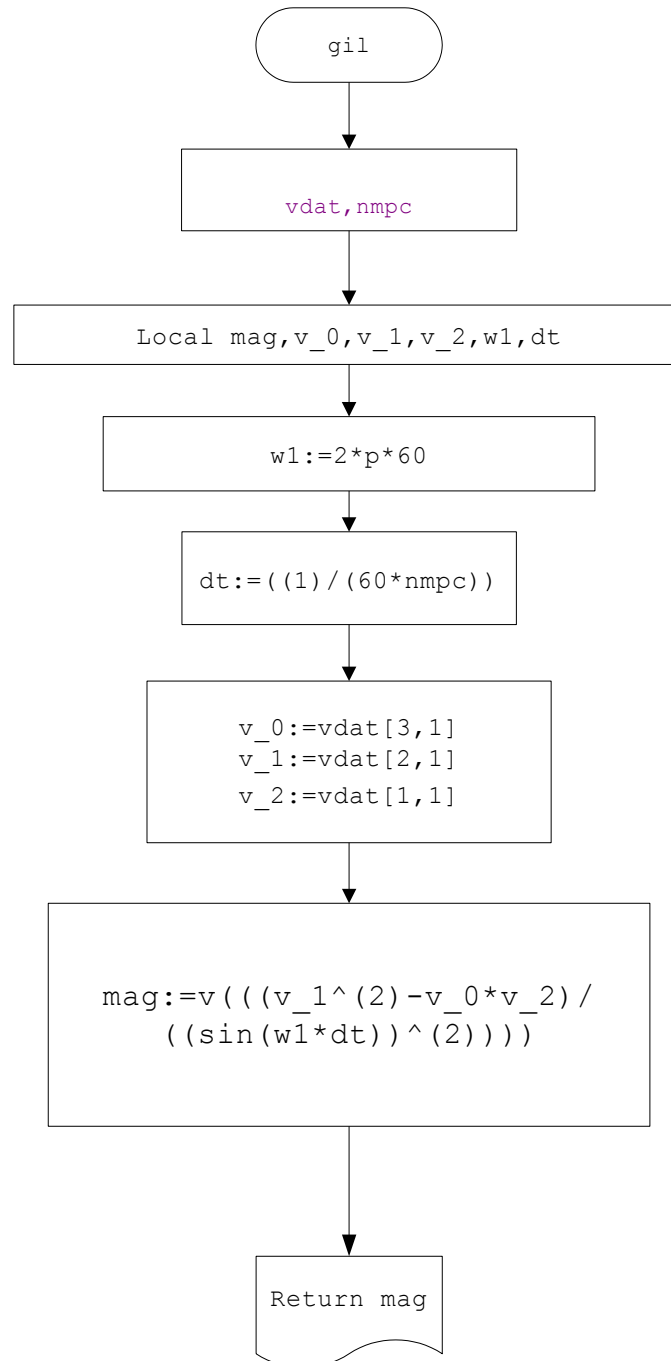 gil
vdat,nmpc
Local mag,v_0,v_1,v_2,w1,dt
w1:=2*p*60
dt:=((1)/(60*nmpc))
v_0:=vdat[3,1]
v_1:=vdat[2,1]
v_2:=vdat[1,1]
mag:=v(((v_1^(2)-v_0*v_2)/
((sin(w1*dt))^(2))))
Return mag